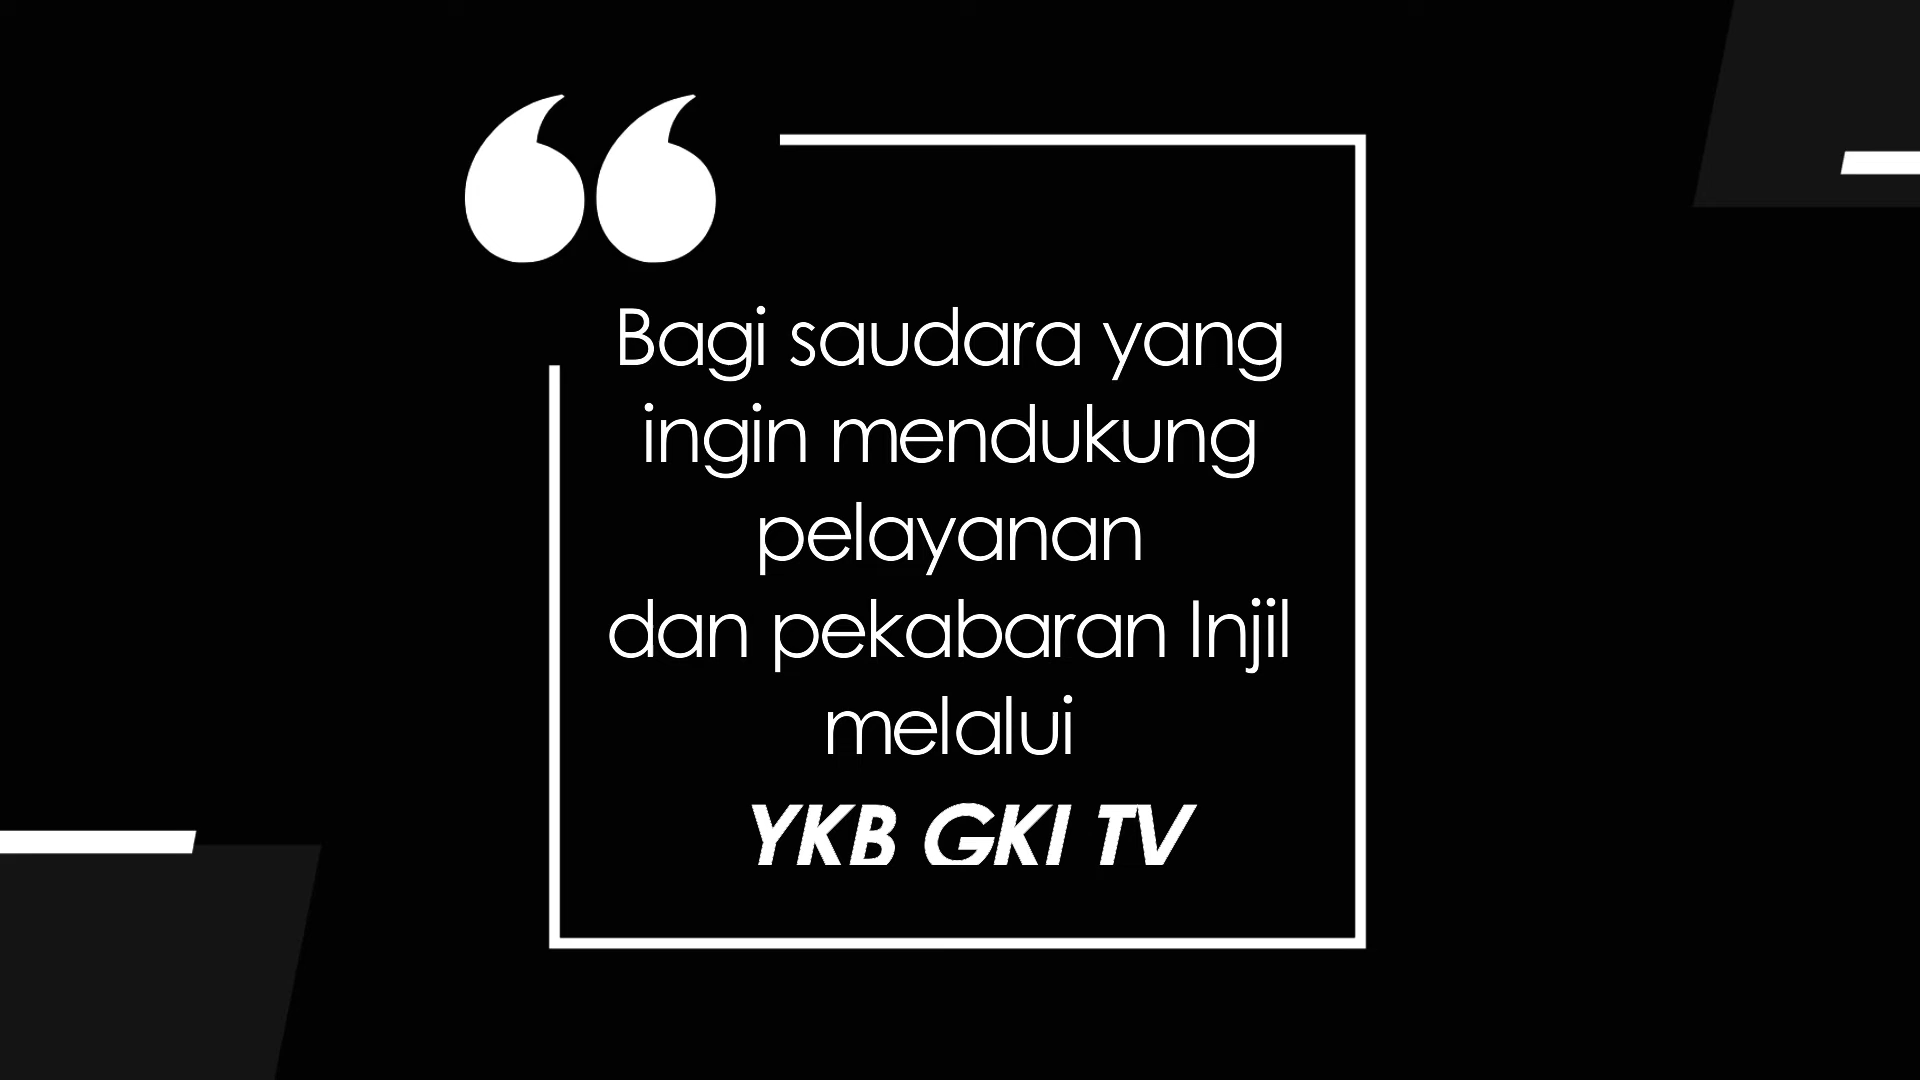 Bagi saudara yang
ingin mendukung
pelayanan
dan pekabaran Injil
melalui
YKB GKI TV